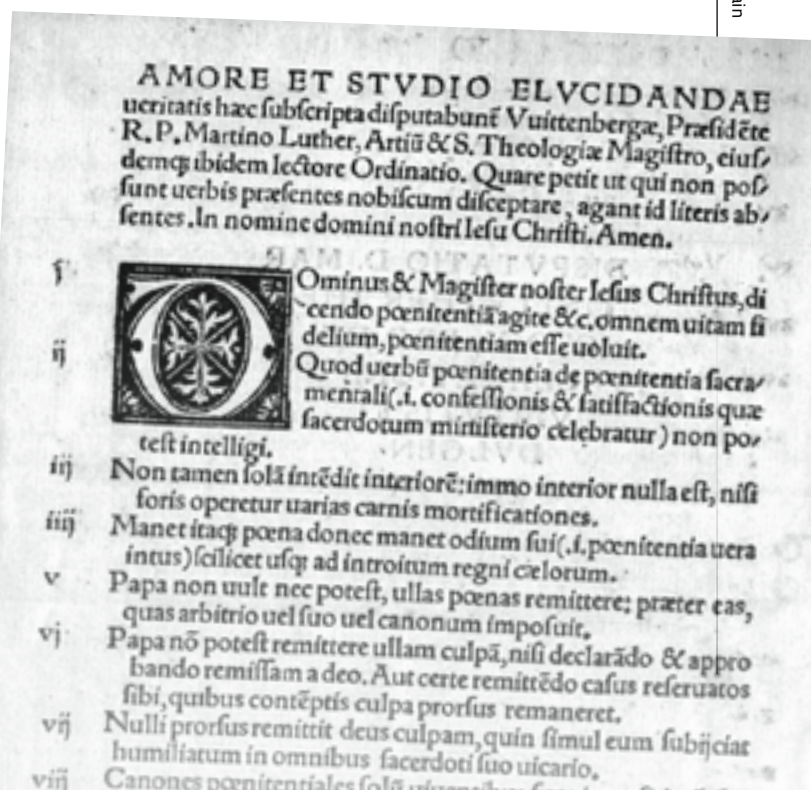 ain
AMORE ET STVDIO ELVCIDANDAE
ueritatis hæc subscripta disputabunt̄ Vuittenbergæ, Præsidēte
R. P. Martino Luther, Artiū & S. Theologiæ Magistro, eius-
demq; ibidem lectore Ordinatio. Quare petit ut qui non pos-
sunt uerbis præsentes nobiscum disceptare, agant id literis ab-
sentes. In nomine domini nostri Iesu Christi. Amen.
j DOminus & Magister noster Iesus Christus, di
cendo pœnitentiā agite &c. omnem uitam fi
delium, pœnitentiam esse uoluit.
ij Quod uerbū pœnitentia de pœnitentia sacra-
mentali (.i. confessionis & satisfactionis quæ
sacerdotum ministerio celebratur) non po-
test intelligi.
iij Non tamen solā intēdit interiorē: immo interior nulla est, nisi
foris operetur uarias carnis mortificationes.
iiij Manet itaq; pœna donec manet odium sui (.i. pœnitentia uera
intus) scilicet usq; ad introitum regni cælorum.
v Papa non uult nec potest, ullas pœnas remittere: præter eas,
quas arbitrio uel suo uel canonum imposuit.
vj Papa nō potest remittere ullam culpā, nisi declarādo & appro
bando remissam a deo. Aut certe remittēdo casus reseruatos
sibi, quibus contēptis culpa prorsus remaneret.
vij Nulli prorsus remittit deus culpam, quin simul eum subijciat
humiliatum in omnibus sacerdoti suo uicario.
viij Canones pœnitentiales solū